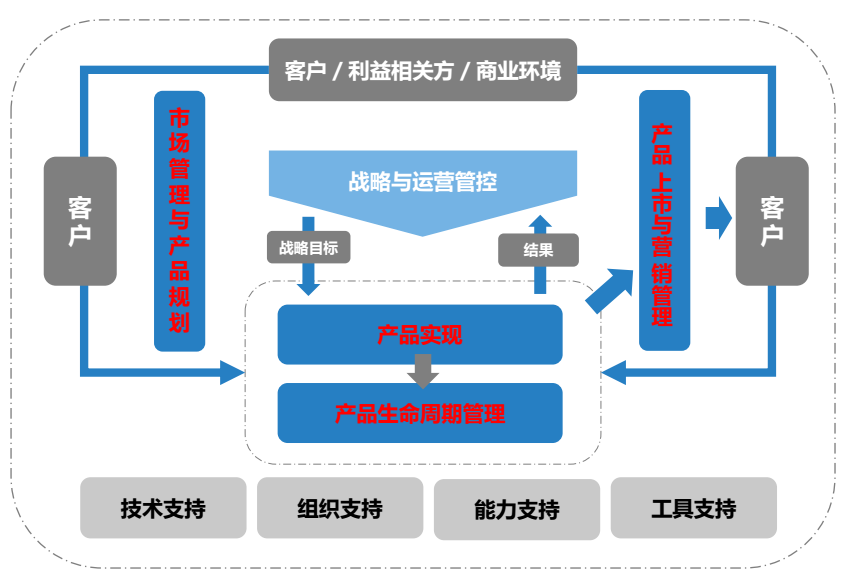 客户 / 利益相关方 / 商业环境
客户
市场管理与产品规划
战略与运营管控
战略目标
结果
产品实现
产品生命周期管理
产品 上市与营 销管理
客户
技术支持
组织支持
能力支持
工具支持